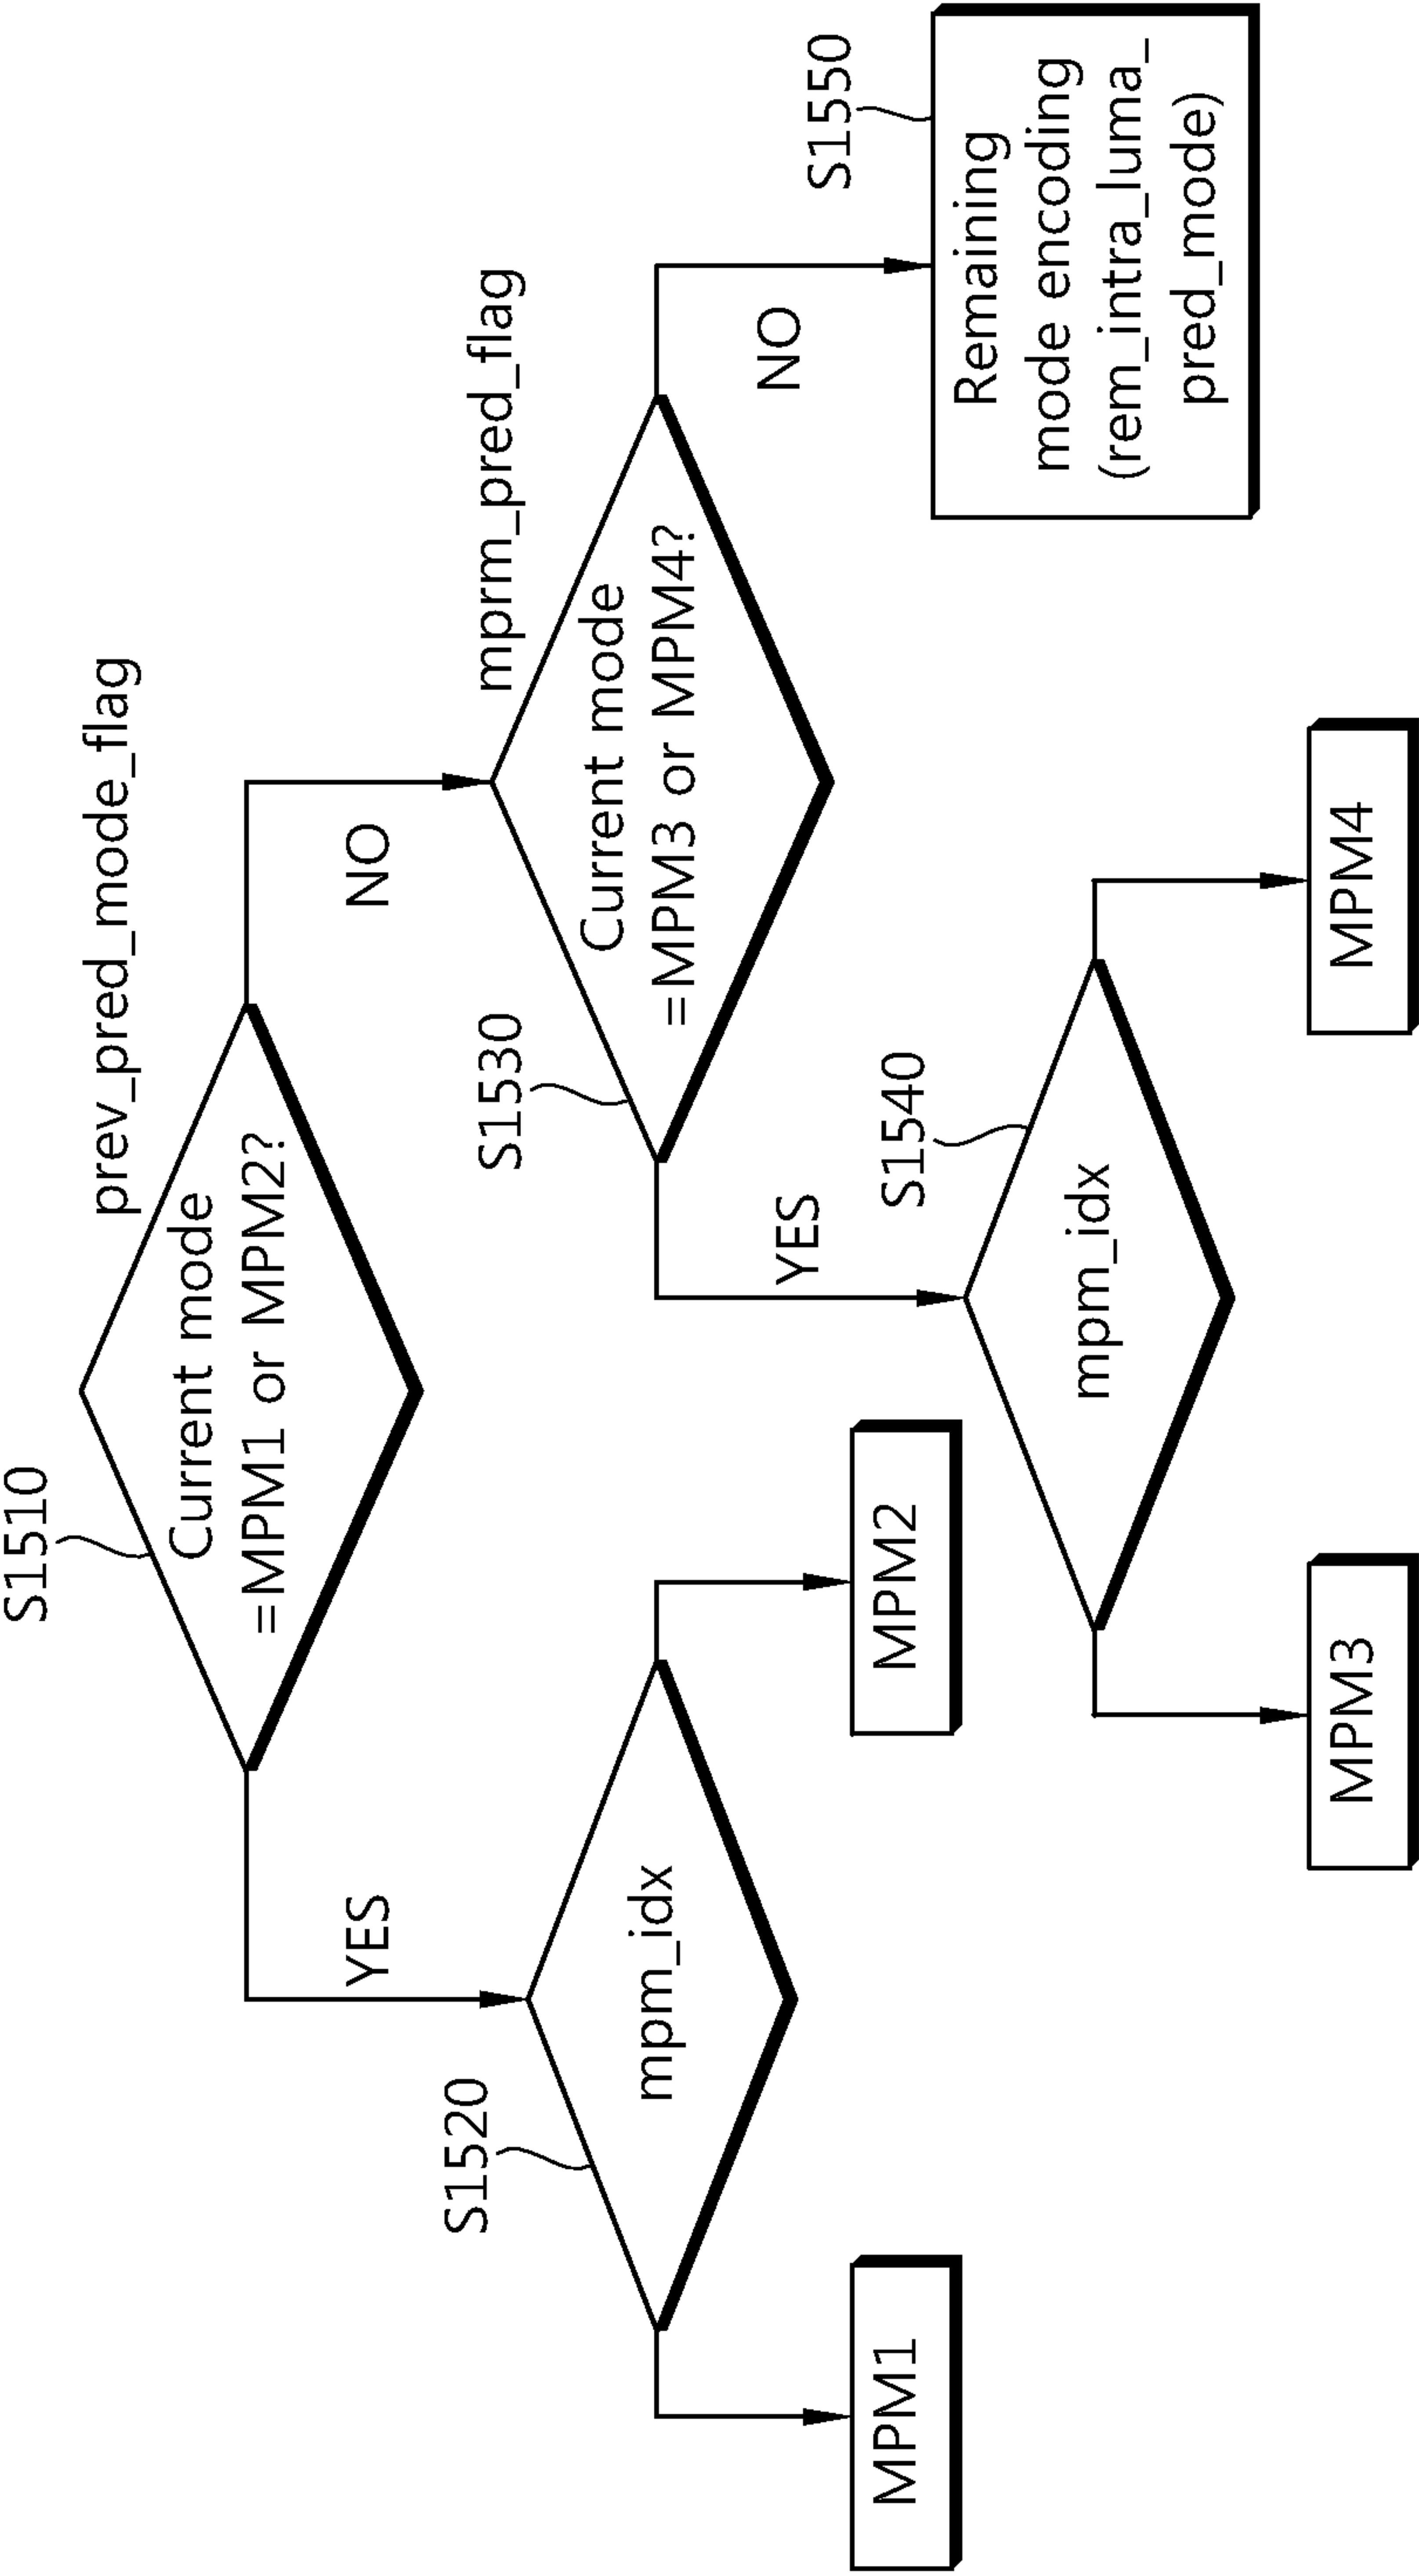 S1510
prev_pred_mode_flag
Current mode
=MPM1 or MPM2?
YES
NO
S1520
mpm_idx
S1530
mprm_pred_flag
Current mode
=MPM3 or MPM4?
YES
NO
MPM1
MPM2
S1540
mpm_idx
S1550
Remaining
mode encoding
(rem_intra_luma_
pred_mode)
MPM3
MPM4